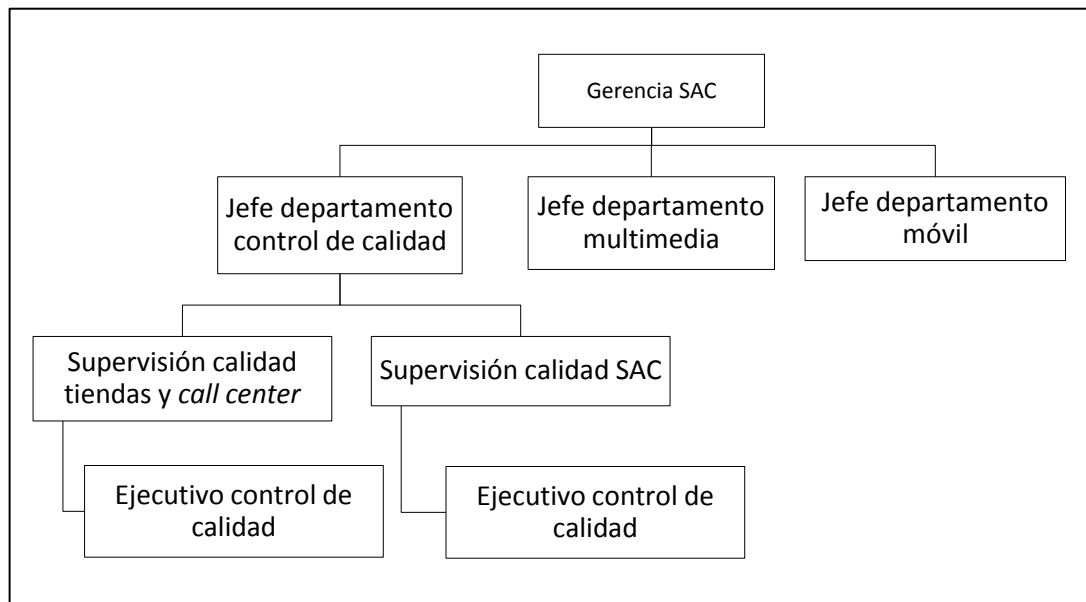 Gerencia SAC
Jefe departamento
control de calidad
Jefe departamento
multimedia
Jefe departamento
móvil
Supervisión calidad
tiendas y call center
Supervisión calidad SAC
Ejecutivo control de
calidad
Ejecutivo control de
calidad